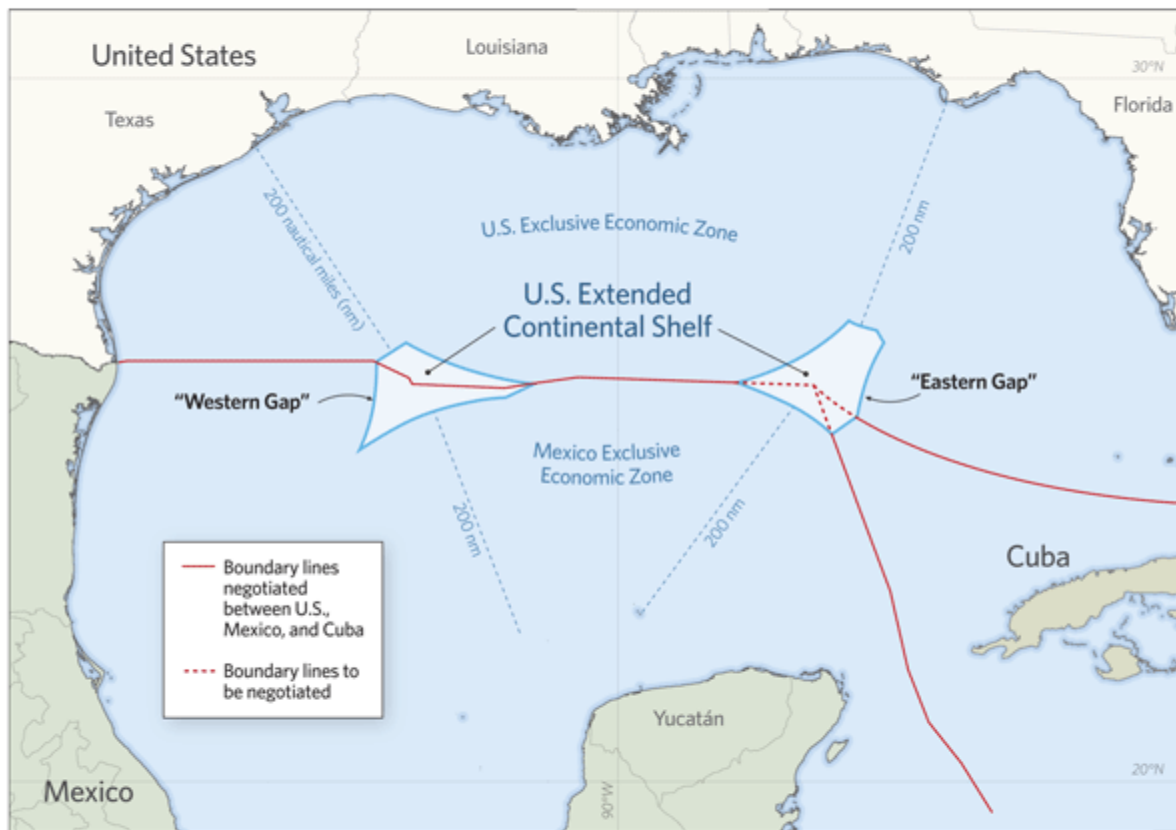 United States
Louisiana
30°N
Texas
Florida
200 nautical miles (nm)
U.S. Exclusive Economic Zone
200 nm
U.S. Extended
Continental Shelf
"Western Gap"
"Eastern Gap"
Mexico Exclusive
Economic Zone
200 nm
200 nm
Cuba
Boundary lines
negotiated
between U.S.,
Mexico, and Cuba
Boundary lines to
be negotiated
Yucatán
Mexico
90°W
20°N